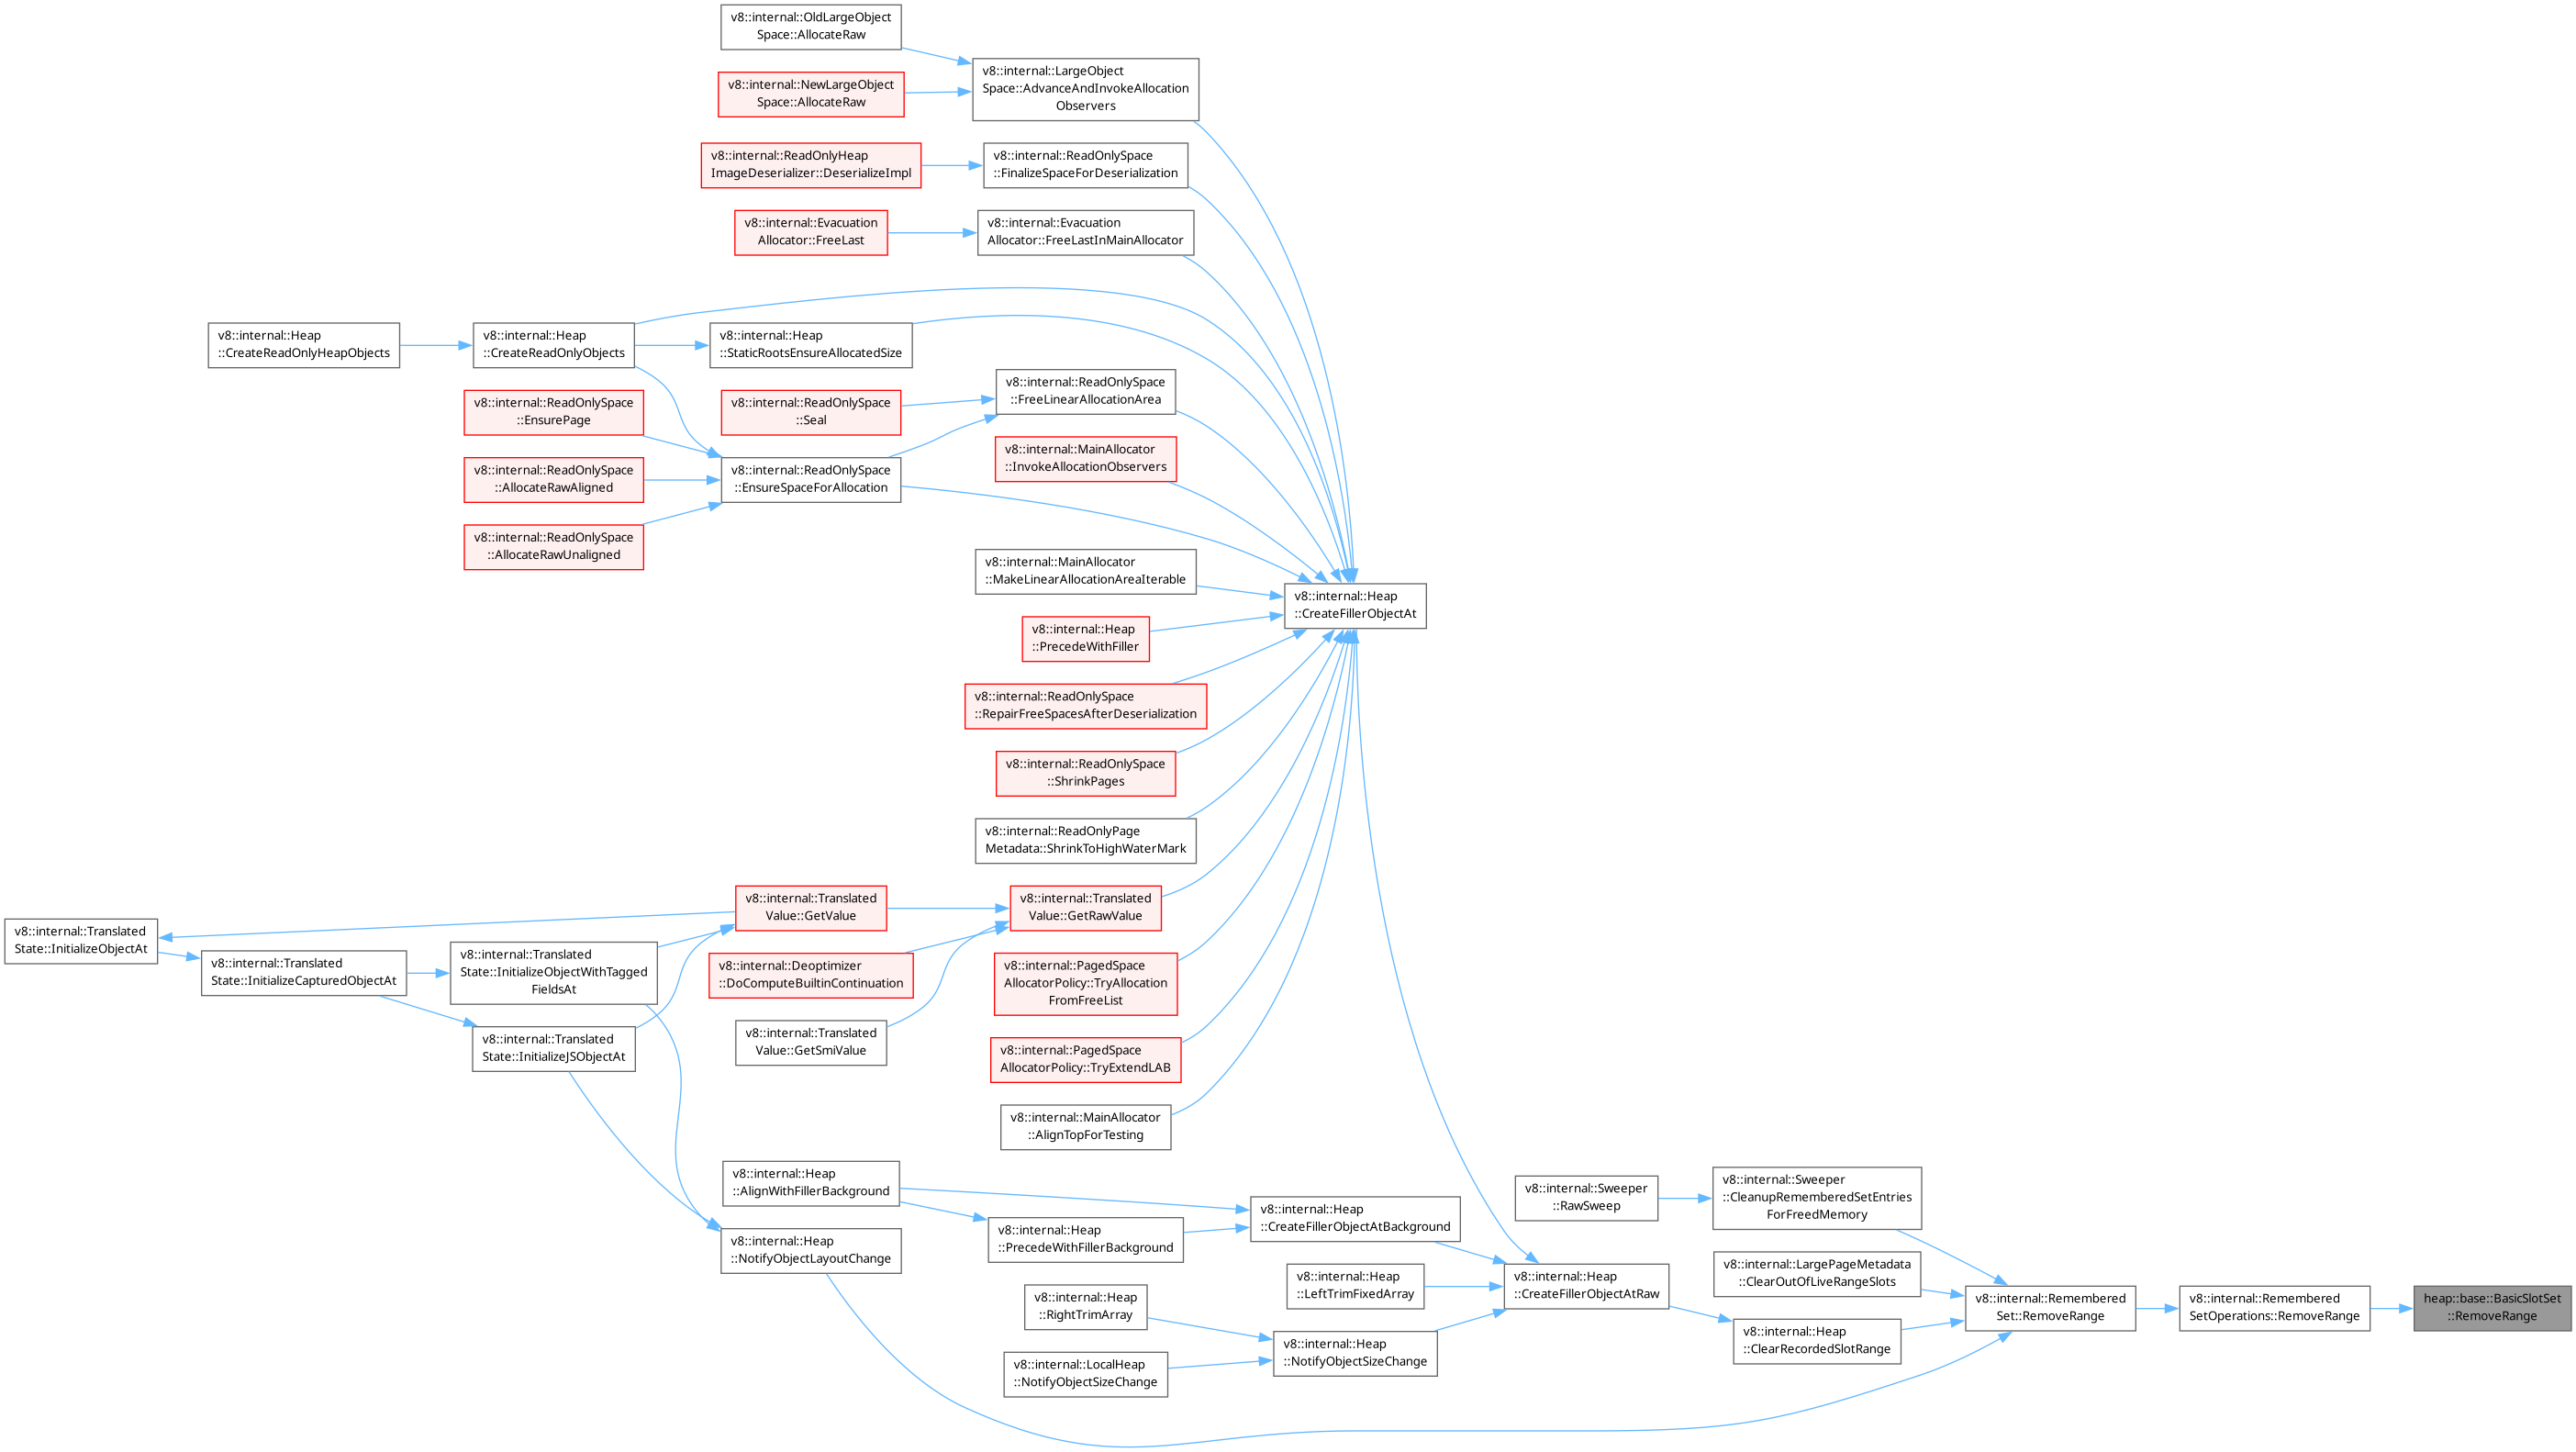 v8::internal::OldLargeObject
Space::AllocateRaw
v8::internal::LargeObject
Space::AdvanceAndInvokeAllocation
Observers
v8::internal::NewLargeObject
Space::AllocateRaw
v8::internal::ReadOnlyHeap
ImageDeserializer::DeserializeImpl
v8::internal::ReadOnlySpace
::FinalizeSpaceForDeserialization
v8::internal::Evacuation
Allocator::FreeLast
v8::internal::Evacuation
Allocator::FreeLastInMainAllocator
v8::internal::Heap
::CreateReadOnlyHeapObjects
v8::internal::Heap
::CreateReadOnlyObjects
v8::internal::Heap
::StaticRootsEnsureAllocatedSize
v8::internal::ReadOnlySpace
::EnsurePage
v8::internal::ReadOnlySpace
::Seal
v8::internal::ReadOnlySpace
::FreeLinearAllocationArea
v8::internal::MainAllocator
::InvokeAllocationObservers
v8::internal::ReadOnlySpace
::AllocateRawAligned
v8::internal::ReadOnlySpace
::EnsureSpaceForAllocation
v8::internal::ReadOnlySpace
::AllocateRawUnaligned
v8::internal::MainAllocator
::MakeLinearAllocationAreaIterable
v8::internal::Heap
::CreateFillerObjectAt
v8::internal::Heap
::PrecedeWithFiller
v8::internal::ReadOnlySpace
::RepairFreeSpacesAfterDeserialization
v8::internal::ReadOnlySpace
::ShrinkPages
v8::internal::ReadOnlyPage
Metadata::ShrinkToHighWaterMark
v8::internal::Translated
Value::GetValue
v8::internal::Translated
Value::GetRawValue
v8::internal::Translated
State::InitializeObjectAt
v8::internal::Translated
State::InitializeCapturedObjectAt
v8::internal::Translated
State::InitializeObjectWithTagged
FieldsAt
v8::internal::Deoptimizer
::DoComputeBuiltinContinuation
v8::internal::PagedSpace
AllocatorPolicy::TryAllocation
FromFreeList
v8::internal::Translated
State::InitializeJSObjectAt
v8::internal::Translated
Value::GetSmiValue
v8::internal::PagedSpace
AllocatorPolicy::TryExtendLAB
v8::internal::MainAllocator
::AlignTopForTesting
v8::internal::Heap
::AlignWithFillerBackground
v8::internal::Sweeper
::RawSweep
v8::internal::Sweeper
::CleanupRememberedSetEntries
ForFreedMemory
v8::internal::Heap
::NotifyObjectLayoutChange
v8::internal::Heap
::PrecedeWithFillerBackground
v8::internal::Heap
::CreateFillerObjectAtBackground
v8::internal::LargePageMetadata
::ClearOutOfLiveRangeSlots
v8::internal::Heap
::LeftTrimFixedArray
v8::internal::Heap
::CreateFillerObjectAtRaw
v8::internal::Heap
::RightTrimArray
v8::internal::Remembered
Set::RemoveRange
v8::internal::Remembered
SetOperations::RemoveRange
heap::base::BasicSlotSet
::RemoveRange
v8::internal::Heap
::ClearRecordedSlotRange
v8::internal::Heap
::NotifyObjectSizeChange
v8::internal::LocalHeap
::NotifyObjectSizeChange